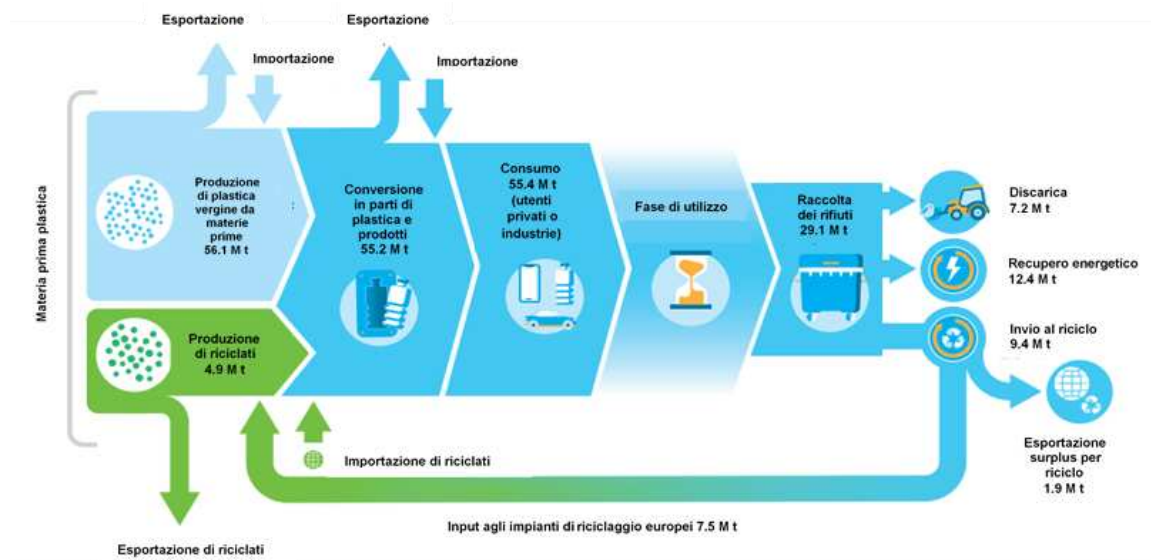 Esportazione
Esportazione
Importazione
Importazione
Materia prima plastica
Produzione
di plastica
vergine da
materie
prime
56.1 M t
:
Conversione
in parti di
plastica e
prodotti
55.2 M t
Consumo
55.4 M t
(utenti
privati o
industrie)
Fase di utilizzo
Raccolta
dei rifiuti
29.1 M t
Discarica
7.2 M t
Recupero energetico
12.4 M t
Invio al riciclo
9.4 M t
Produzione
di riciclati
4.9 M t
Importazione di riciclati
Esportazione
surplus per
riciclo
1.9 M t
Input agli impianti di riciclaggio europei 7.5 M t
Esportazione di riciclati